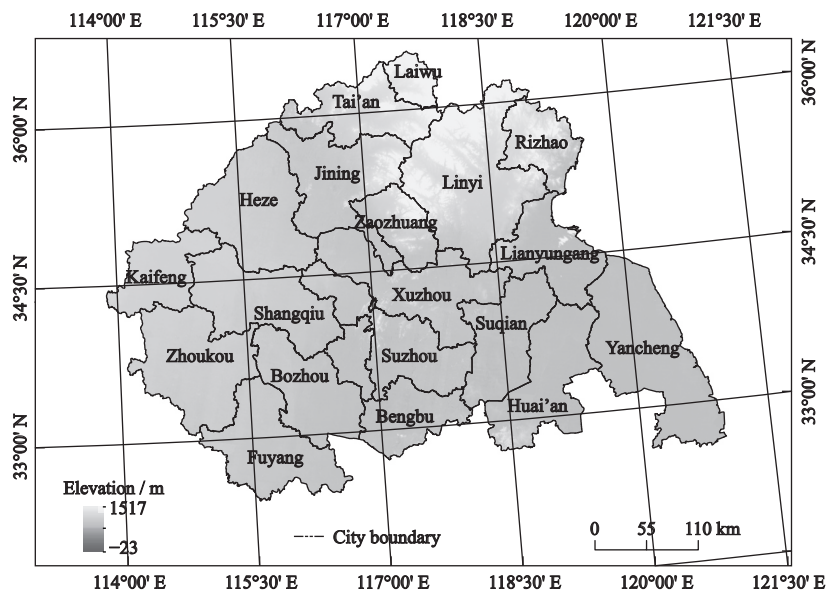 114°00′ E 115°30′ E 117°00′ E 118°30′ E 120°00′ E 121°30′ E
36°00′ N
36°00′ N
34°30′ N
34°30′ N
33°00′ N
33°00′ N
Laiwu
Tai'an
Rizhao
Jining
Linyi
Heze
Zaozhuang
Lianyungang
Kaifeng
Xuzhou
Shangqiu
Suqian
Zhoukou
Suzhou
Yancheng
Bozhou
Huai'an
Bengbu
Fuyang
Elevation / m
1517
−23
City boundary
0 55 110 km
114°00′ E 115°30′ E 117°00′ E 118°30′ E 120°00′ E 121°30′ E